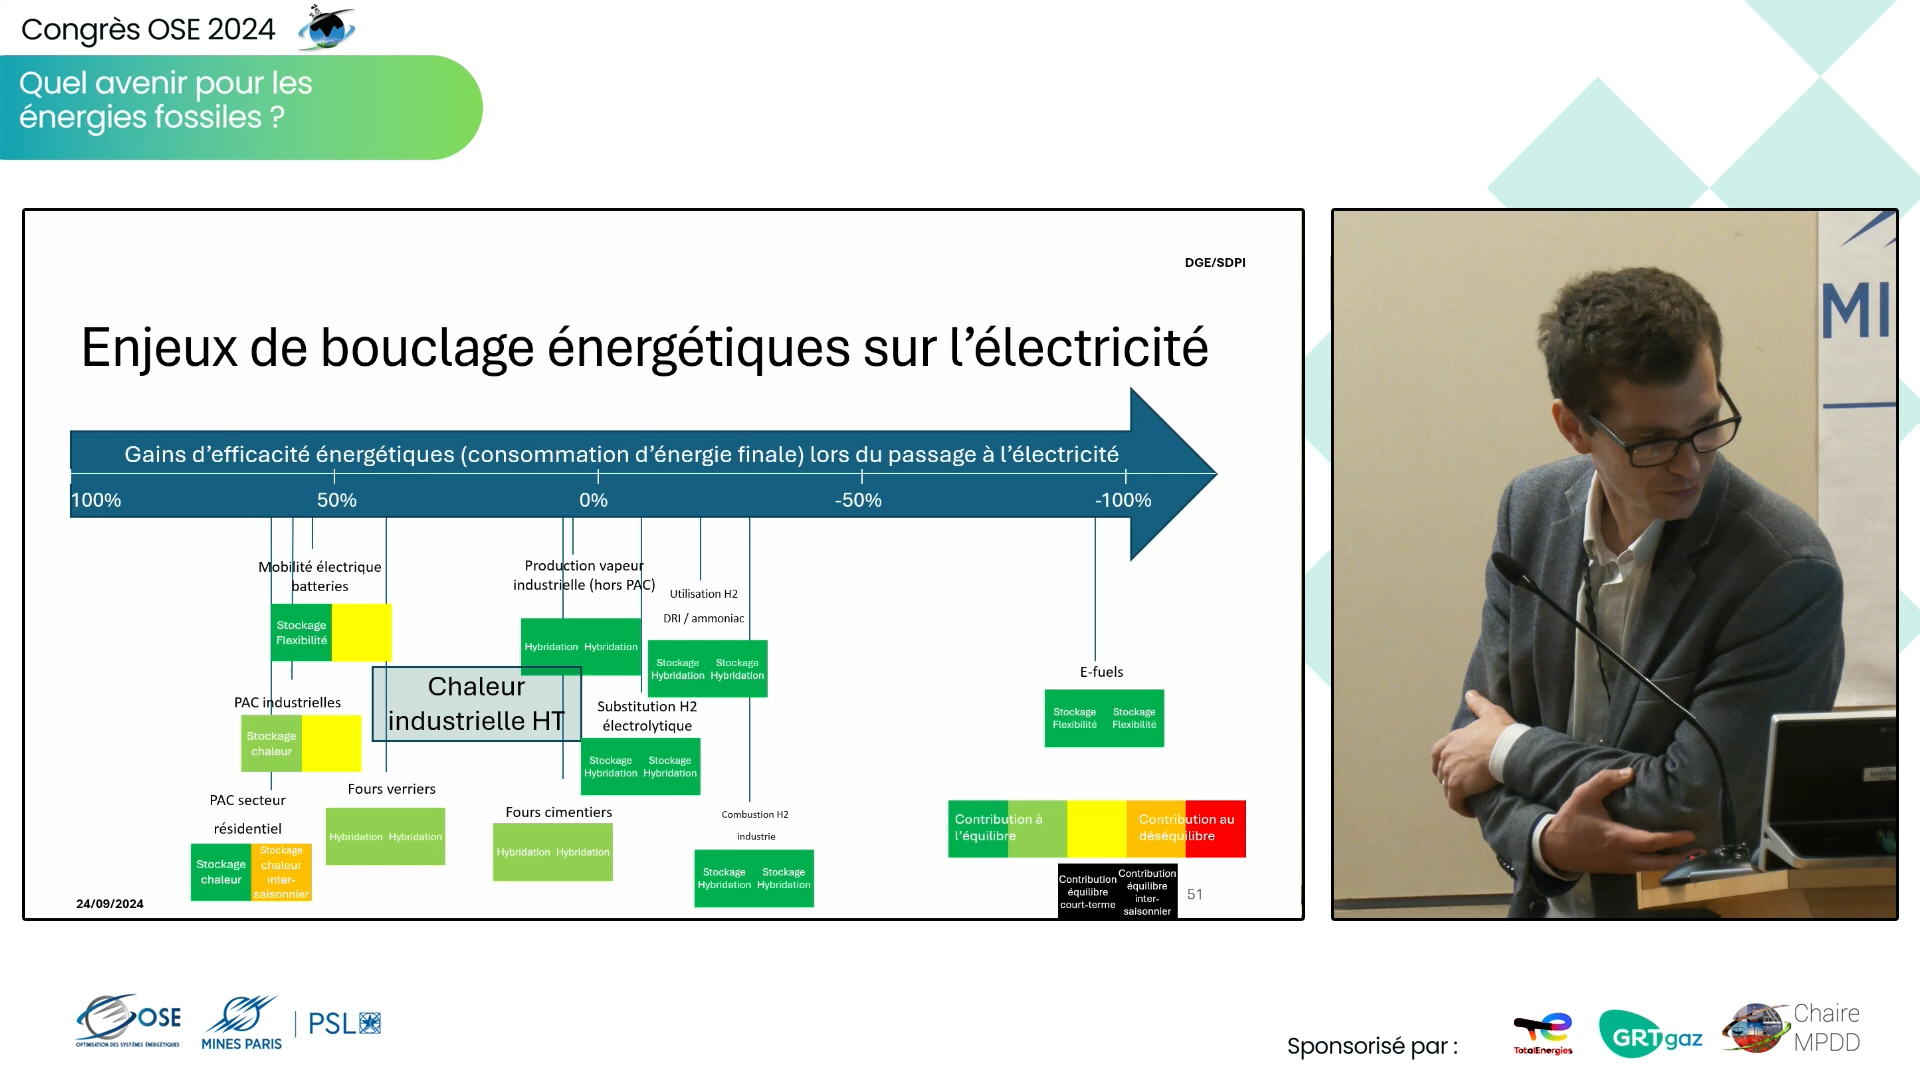 Congrès OSE 2024
Quel avenir pour les
énergies fossiles ?
DGE/SDPI
Enjeux de bouclage énergétiques sur l'électricité
Gains d'efficacité énergétiques (consommation d'énergie finale) lors du passage à l'électricité
100% 50% 0% -50% -100%
Mobilité électrique
batteries
Stockage
Flexibilité
Production vapeur
industrielle (hors PAC)
Hybridation Hybridation
Utilisation H2
DRI / ammoniac
Stockage Stockage
Hybridation Hybridation
E-fuels
Stockage Stockage
Flexibilité Flexibilité
PAC industrielles
Stockage
chaleur
Chaleur
industrielle HT
Substitution H2
électrolytique
Stockage Stockage
Hybridation Hybridation
PAC secteur
résidentiel
Stockage
chaleur
Stockage
chaleur
inter-
saisonnier
Fours verriers
Hybridation Hybridation
Fours cimentiers
Hybridation Hybridation
Combustion H2
industrie
Stockage Stockage
Hybridation Hybridation
Contribution à
l'équilibre
Contribution au
déséquilibre
Contribution
équilibre
court-terme
Contribution
équilibre
inter-
saisonnier
24/09/2024
51
MI
OSE
OPTIMISATION DES SYSTÈMES ÉNERGÉTIQUES
MINES PARIS
PSL
Sponsorisé par :
TotalEnergies
GRTgaz
Chaire
MPDD